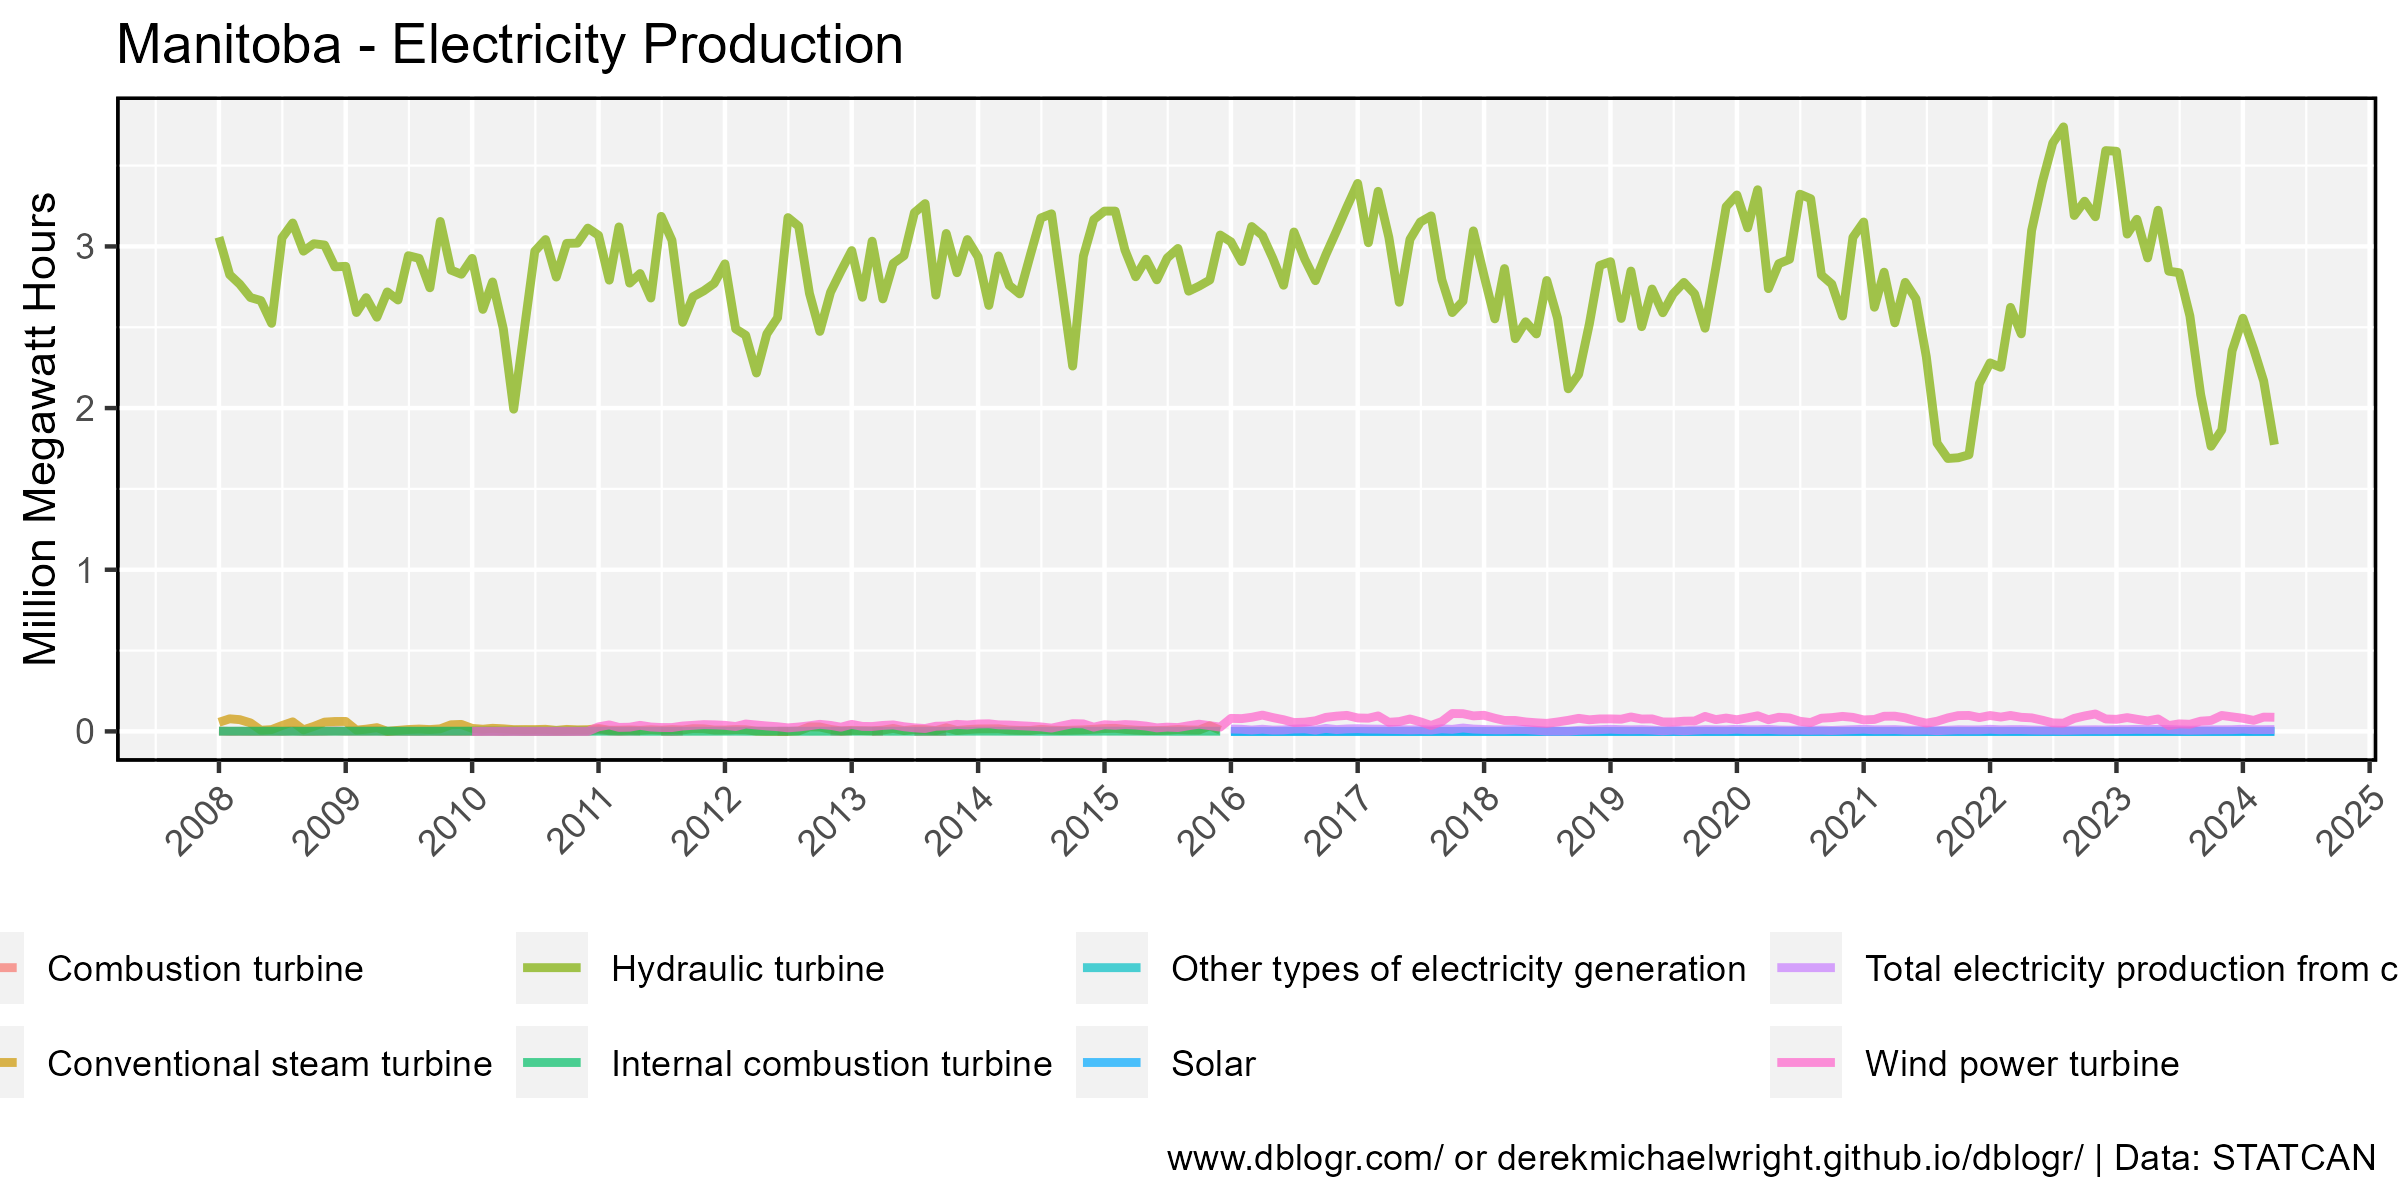 Manitoba - Electricity Production
Million Megawatt Hours
3
2
1
0
2008 2009 2010 2011 2012 2013 2014 2015 2016 2017 2018 2019 2020 2021 2022 2023 2024 2025
Combustion turbine Hydraulic turbine Other types of electricity generation Total electricity production from c
Conventional steam turbine Internal combustion turbine Solar Wind power turbine
www.dblogr.com/ or derekmichaelwright.github.io/dblogr/ | Data: STATCAN